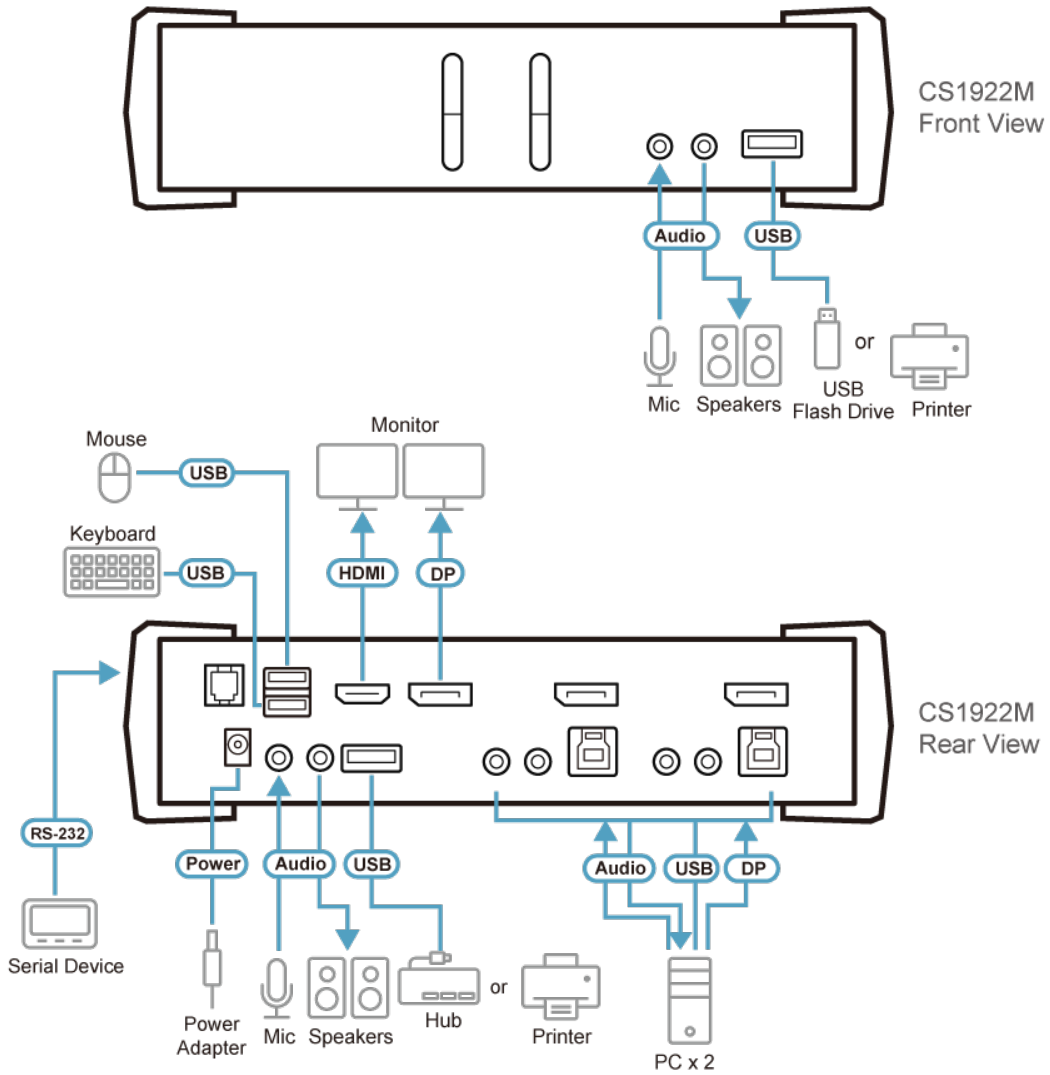 CS1922M
Front View
Audio
USB
or
Mic
Speakers
USB
Flash Drive
Printer
Monitor
Mouse
USB
Keyboard
USB
HDMI
DP
CS1922M
Rear View
RS-232
Power
Audio
USB
Audio
USB
DP
Serial Device
Power
Adapter
Mic
Speakers
Hub
or
Printer
PC x 2